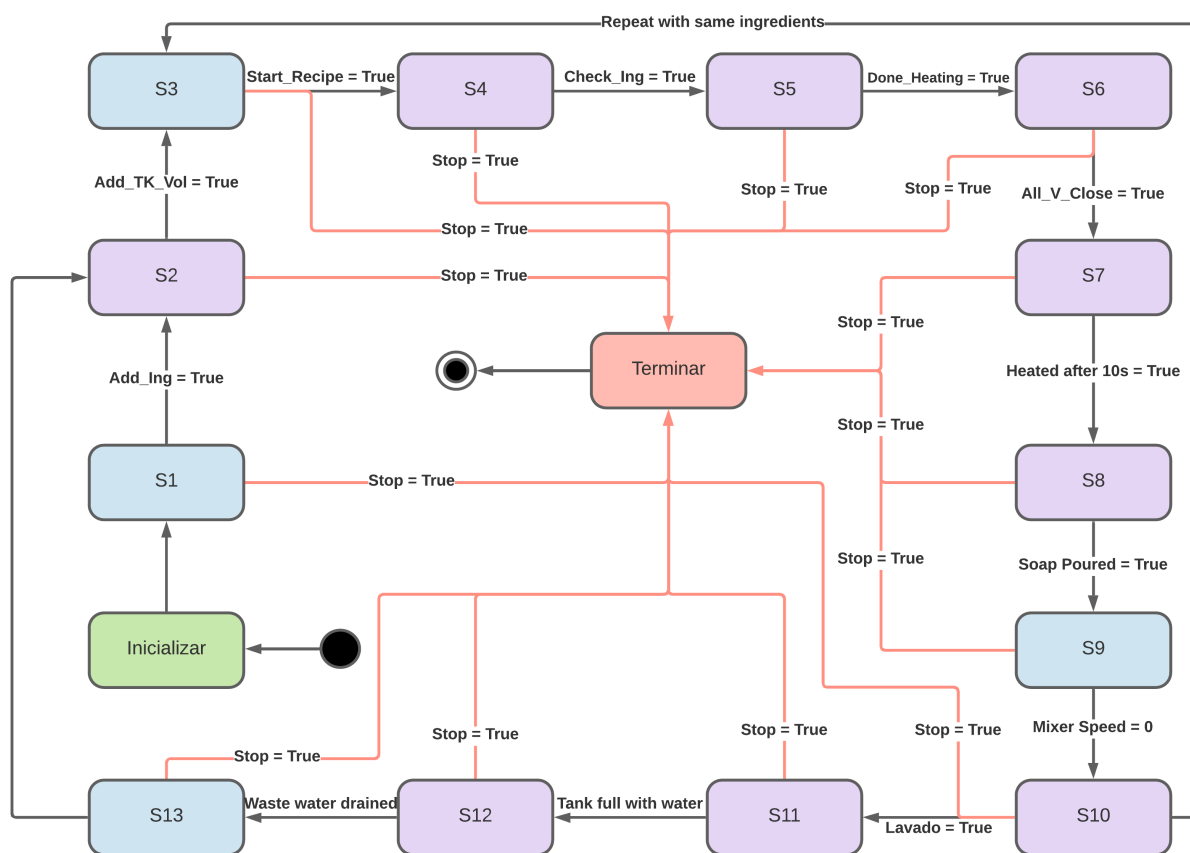 Repeat with same ingredients
S3
Start_Recipe = True
S4
Check_Ing = True
S5
Done_Heating = True
S6
Stop = True
Stop = True
Stop = True
Add_TK_Vol = True
All_V_Close = True
Stop = True
S2
Stop = True
S7
Stop = True
Terminar
Add_Ing = True
Heated after 10s = True
Stop = True
S1
Stop = True
S8
Stop = True
Soap Poured = True
Inicializar
S9
Stop = True
Stop = True
Stop = True
Stop = True
Mixer Speed = 0
S13
Waste water drained
S12
Tank full with water
S11
Lavado = True
S10